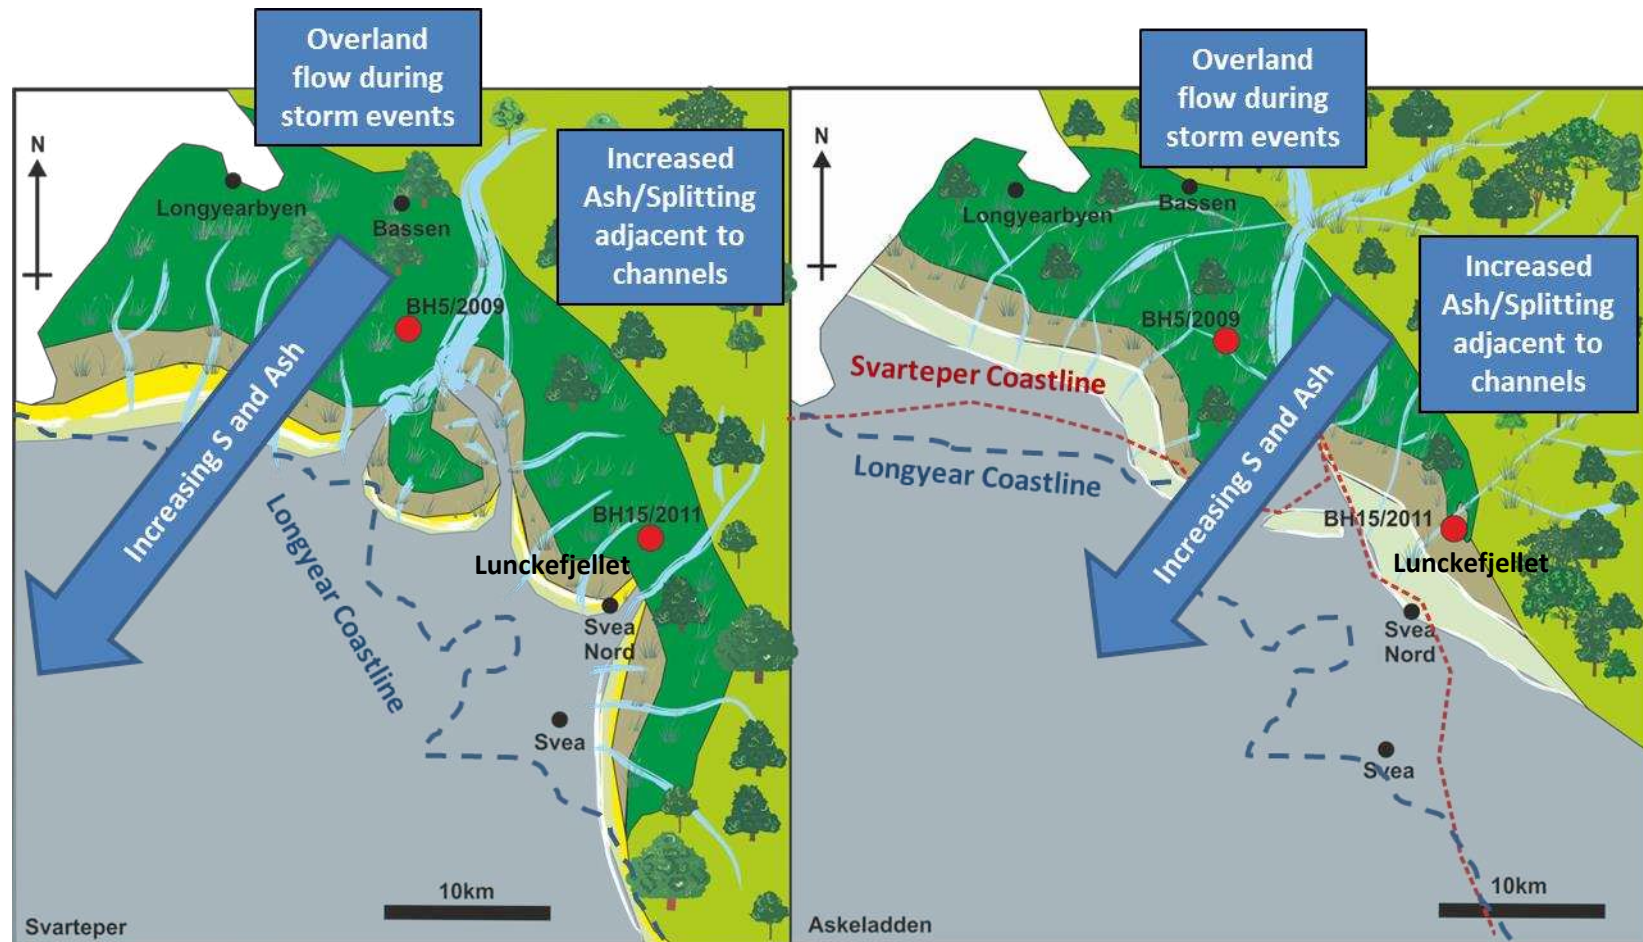 Overland
flow during
storm events
Increased
Ash/Splitting
adjacent to
channels
N
Longyearbyen
Bassen
BH5/2009
Increasing S and Ash
Longyear Coastline
BH15/2011
Lunckefjellet
Svea
Nord
Svea
10km
Svarteper
Overland
flow during
storm events
Increased
Ash/Splitting
adjacent to
channels
N
Longyearbyen
Bassen
BH5/2009
Svarteper Coastline
Longyear Coastline
Increasing S and Ash
BH15/2011
Lunckefjellet
Svea
Nord
Svea
10km
Askeladden